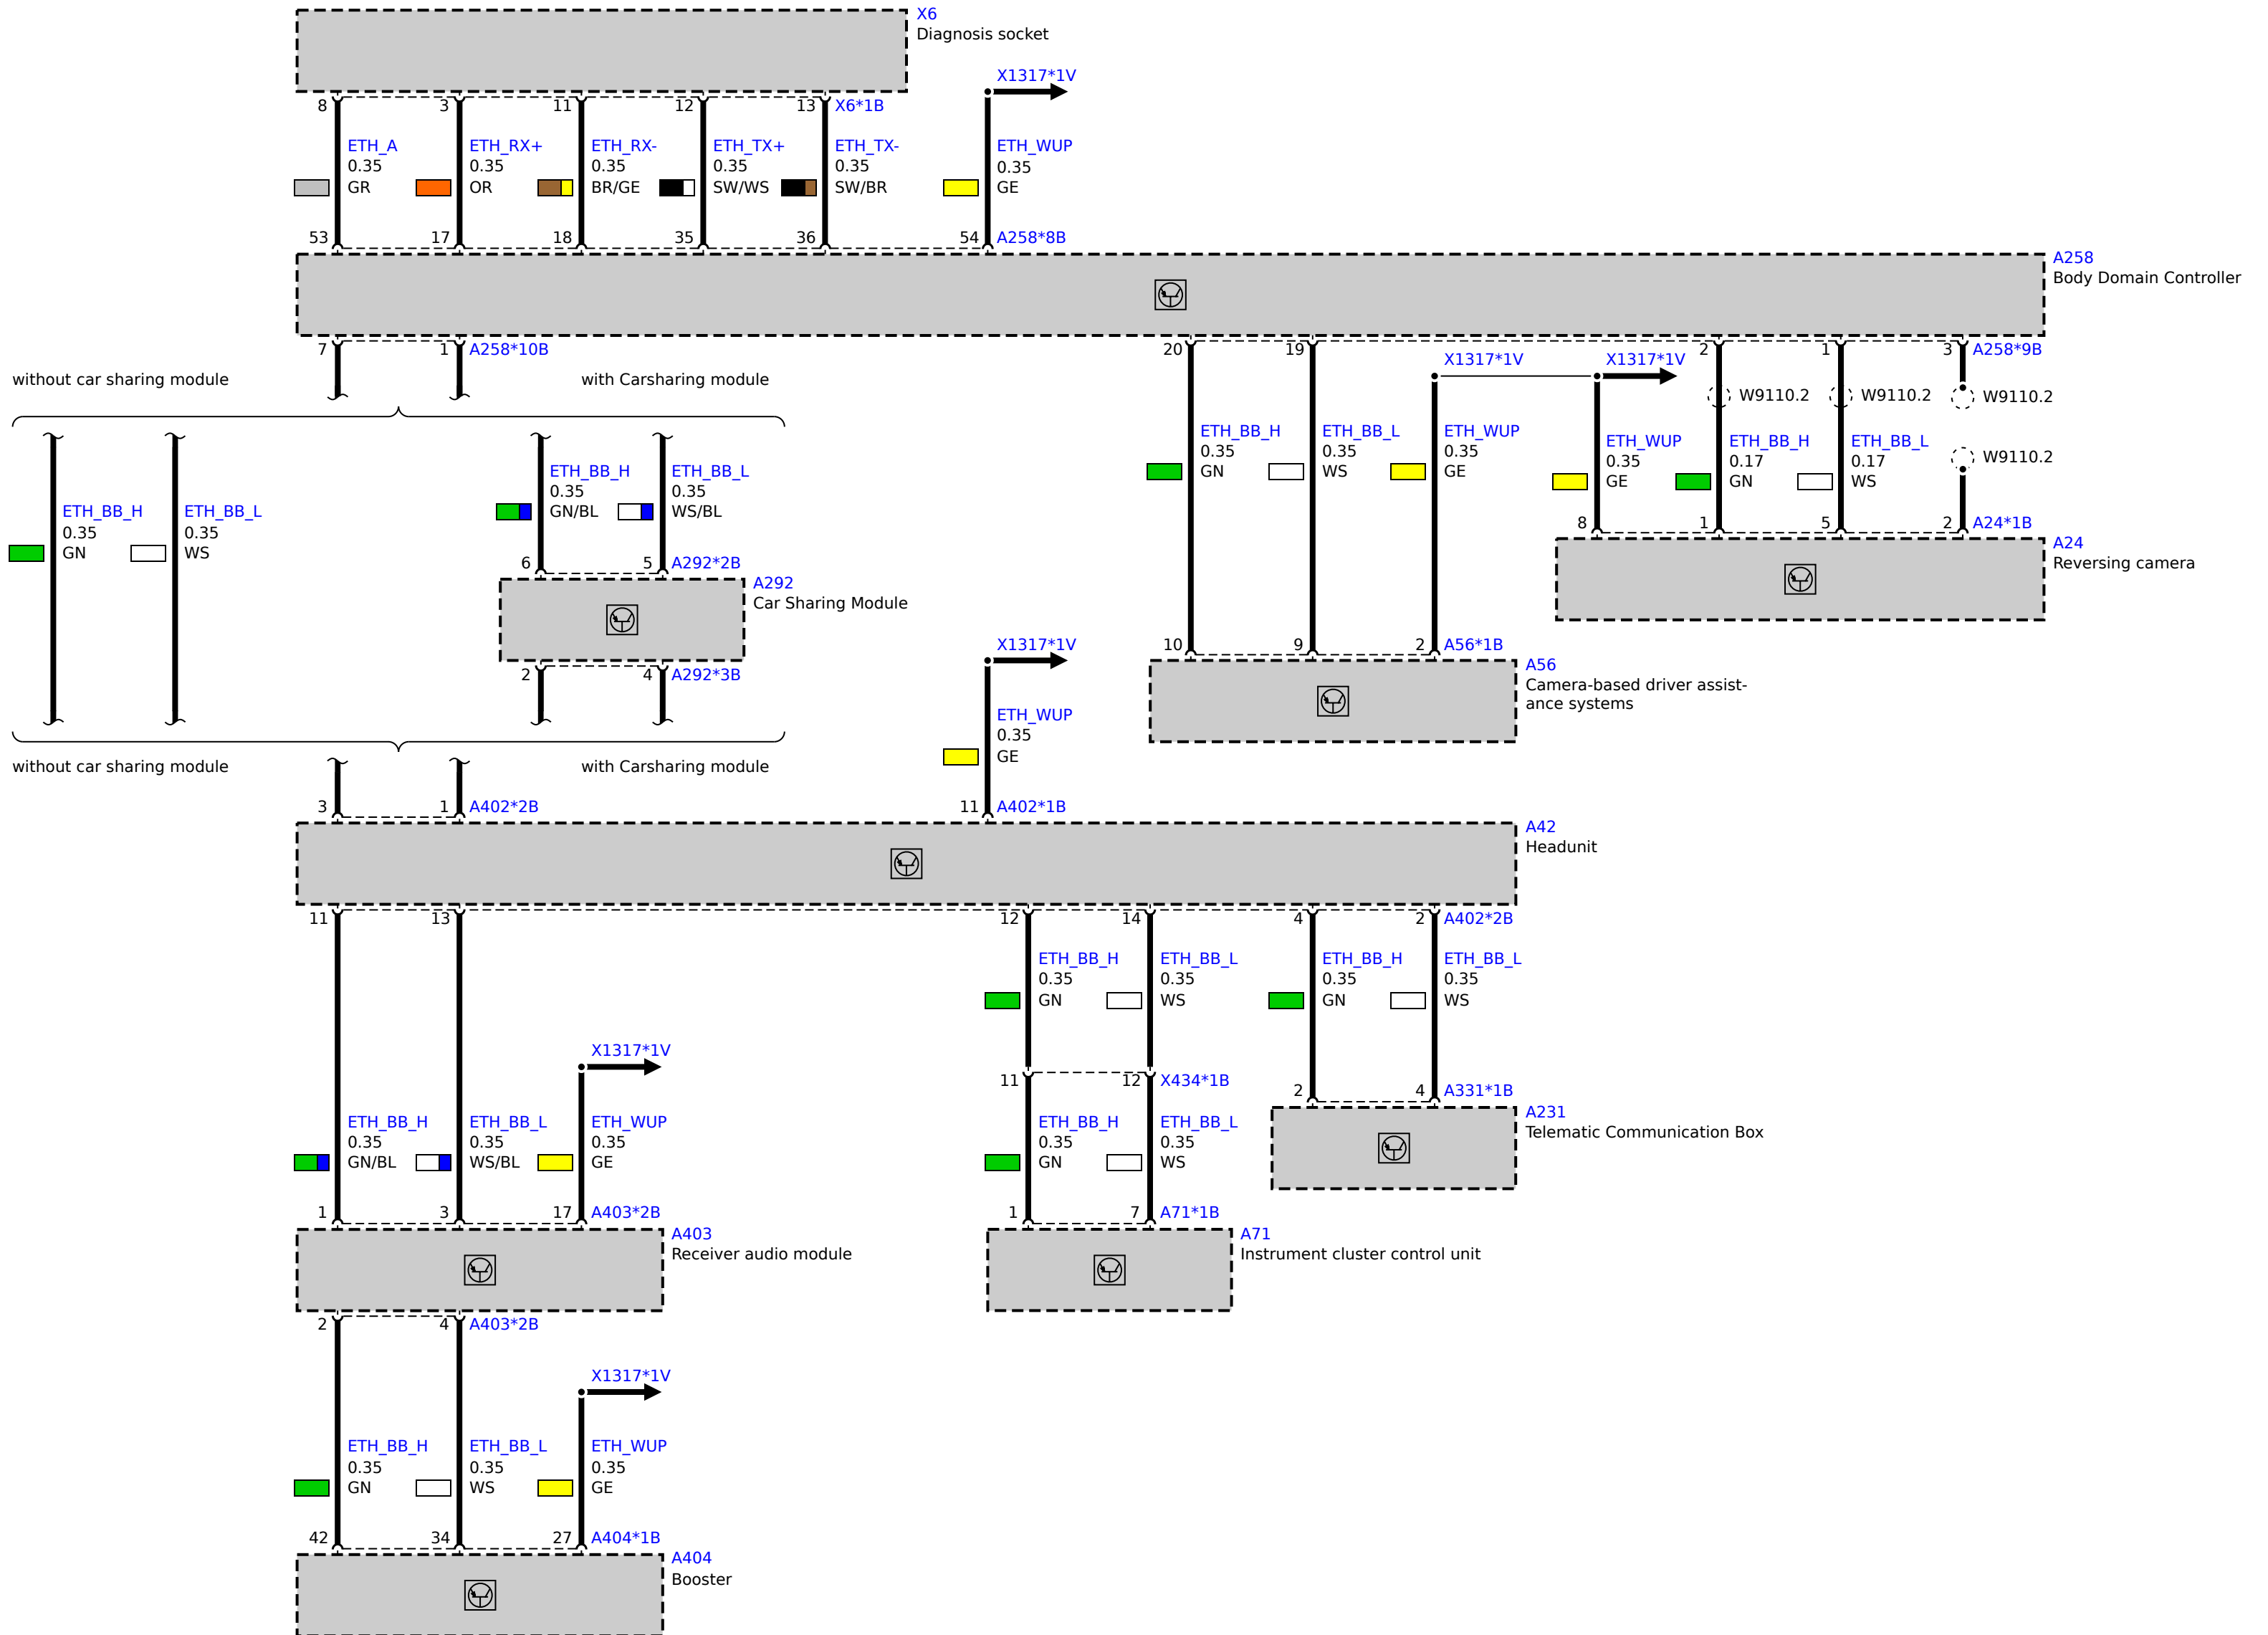 X6
Diagnosis socket
X1317*1V
8 3 11 12 13 X6*1B
ETH_A ETH_RX+ ETH_RX- ETH_TX+ ETH_TX- ETH_WUP
0.35 0.35 0.35 0.35 0.35 0.35
GR OR BR/GE SW/WS SW/BR GE
53 17 18 35 36 54 A258*8B
A258
Body Domain Controller
7 1 A258*10B
20 19 2 1 3 A258*9B
X1317*1V X1317*1V
without car sharing module with Carsharing module
W9110.2 W9110.2 W9110.2
ETH_BB_H ETH_BB_L ETH_WUP
0.35 0.35 0.35
GN WS GE
ETH_WUP ETH_BB_H ETH_BB_L
0.35 0.17 0.17
GE GN WS
W9110.2
ETH_BB_H ETH_BB_L
0.35 0.35
GN/BL WS/BL
ETH_BB_H ETH_BB_L
0.35 0.35
GN WS
8 1 5 2 A24*1B
A24
Reversing camera
6 5 A292*2B
A292
Car Sharing Module
2 4 A292*3B
X1317*1V
10 9 2 A56*1B
A56
Camera-based driver assist-
ance systems
ETH_WUP
0.35
GE
without car sharing module with Carsharing module
3 1 A402*2B
11 A402*1B
A42
Headunit
11 13 12 14 4 2 A402*2B
ETH_BB_H ETH_BB_L ETH_BB_H ETH_BB_L
0.35 0.35 0.35 0.35
GN WS GN WS
X1317*1V
11 12 X434*1B
2 4 A331*1B
A231
Telematic Communication Box
ETH_BB_H ETH_BB_L ETH_WUP ETH_BB_H ETH_BB_L
0.35 0.35 0.35 0.35 0.35
GN/BL WS/BL GE GN WS
1 3 17 A403*2B
1 7 A71*1B
A403
Receiver audio module
A71
Instrument cluster control unit
2 4 A403*2B
X1317*1V
ETH_BB_H ETH_BB_L ETH_WUP
0.35 0.35 0.35
GN WS GE
42 34 27 A404*1B
A404
Booster